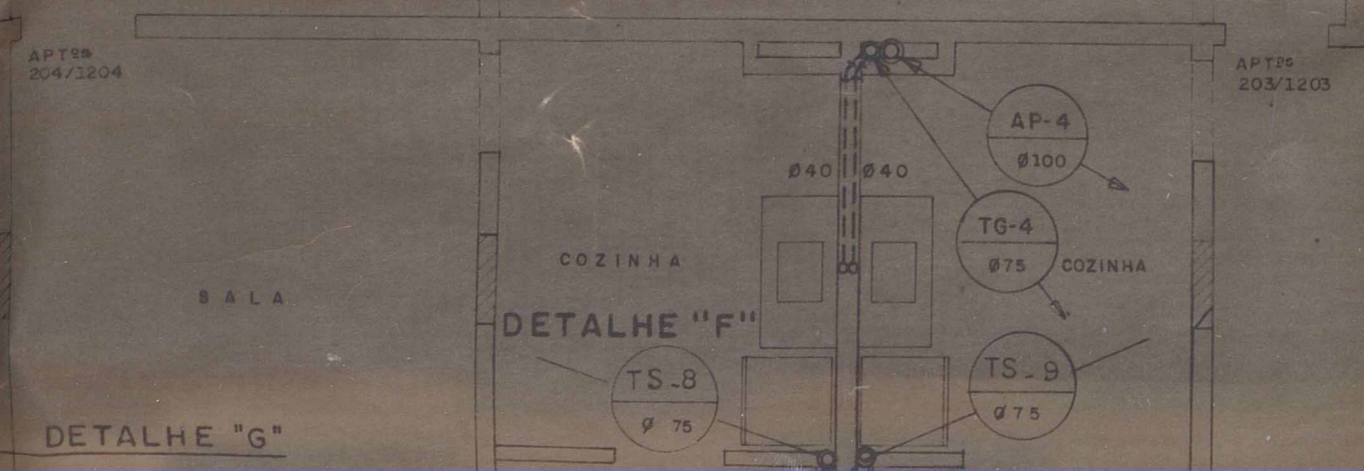 APTºs
204/1204
APTºs
203/1203
AP-4
Ø100
Ø40 Ø40
TG-4
Ø75
COZINHA
COZINHA
SALA
DETALHE "F"
TS-8
Ø 75
TS-9
Ø75
DETALHE "G"